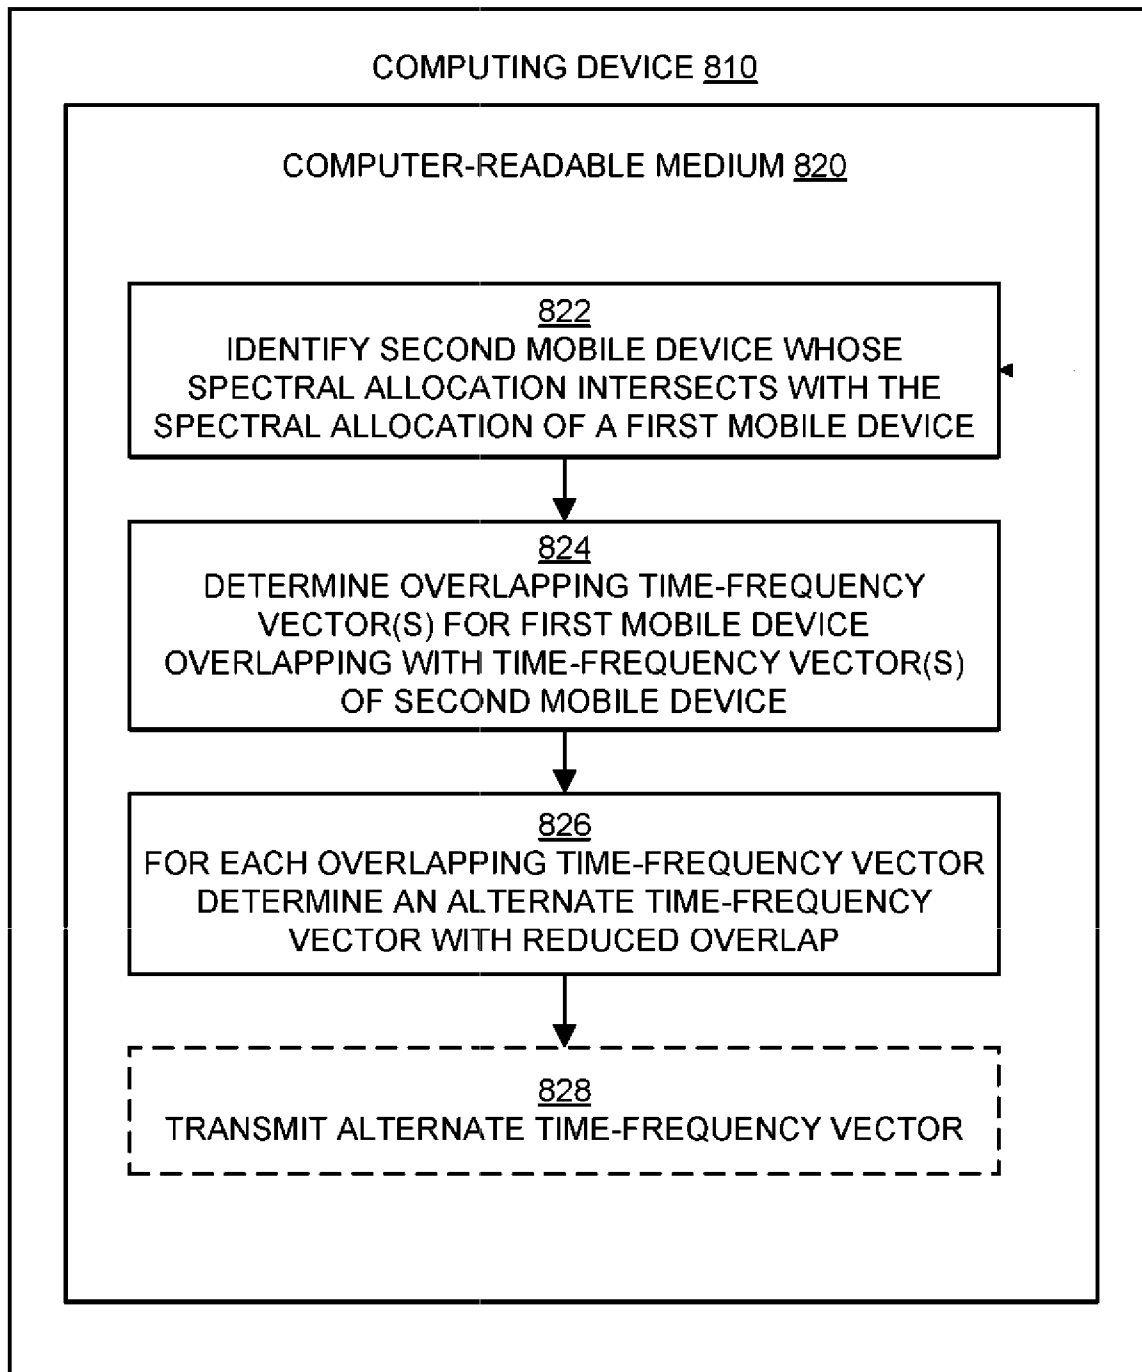 COMPUTING DEVICE 810
COMPUTER-READABLE MEDIUM 820
822
IDENTIFY SECOND MOBILE DEVICE WHOSE
SPECTRAL ALLOCATION INTERSECTS WITH THE
SPECTRAL ALLOCATION OF A FIRST MOBILE DEVICE
824
DETERMINE OVERLAPPING TIME-FREQUENCY
VECTOR(S) FOR FIRST MOBILE DEVICE
OVERLAPPING WITH TIME-FREQUENCY VECTOR(S)
OF SECOND MOBILE DEVICE
826
FOR EACH OVERLAPPING TIME-FREQUENCY VECTOR
DETERMINE AN ALTERNATE TIME-FREQUENCY
VECTOR WITH REDUCED OVERLAP
828
TRANSMIT ALTERNATE TIME-FREQUENCY VECTOR